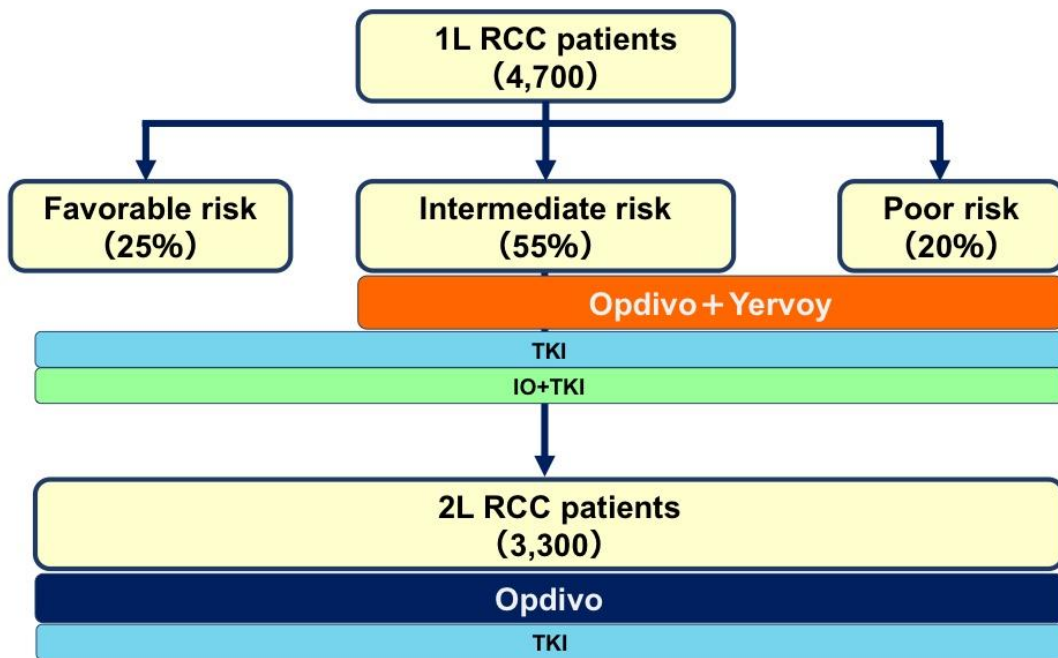 1L RCC patients
（4,700）
Favorable risk
（25%）
Intermediate risk
（55%）
Poor risk
（20%）
Opdivo＋Yervoy
TKI
IO+TKI
2L RCC patients
（3,300）
Opdivo
TKI